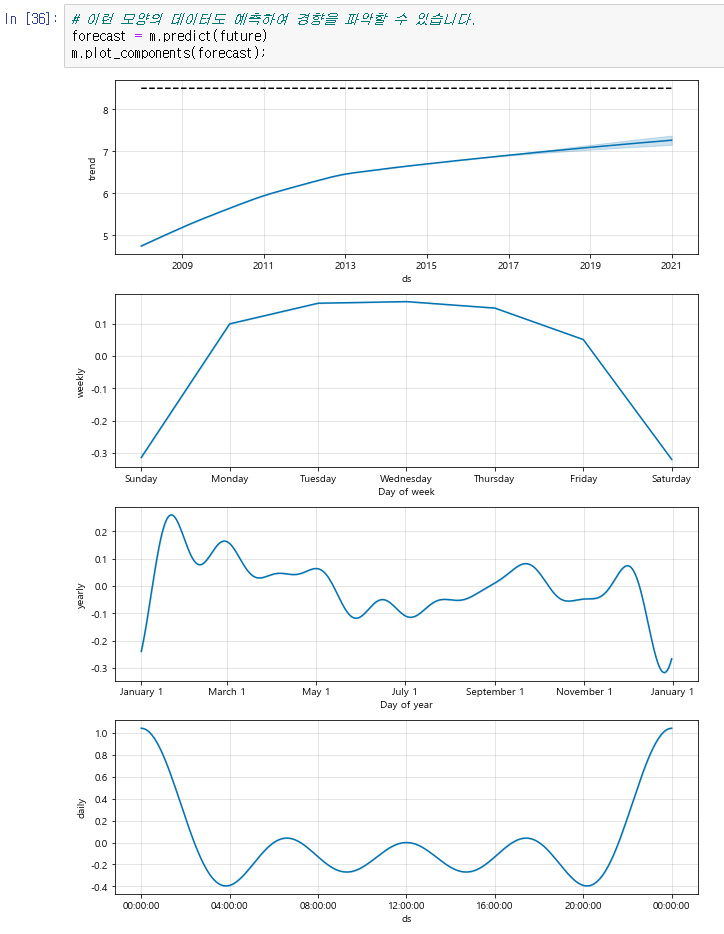 In [36]: # 이런 모양의 데이터도 예측하여 경향을 파악할 수 있습니다.
forecast = m.predict(future)
m.plot_components(forecast);
8
7
6
5
trend
2009 2011 2013 2015 2017 2019 2021
ds
0.1
0.0
-0.1
-0.2
-0.3
weekly
Sunday Monday Tuesday Wednesday Thursday Friday Saturday
Day of week
0.2
0.1
0.0
-0.1
-0.2
-0.3
yearly
January 1 March 1 May 1 July 1 September 1 November 1 January 1
Day of year
1.0
0.8
0.6
0.4
0.2
0.0
-0.2
-0.4
daily
00:00:00 04:00:00 08:00:00 12:00:00 16:00:00 20:00:00 00:00:00
ds